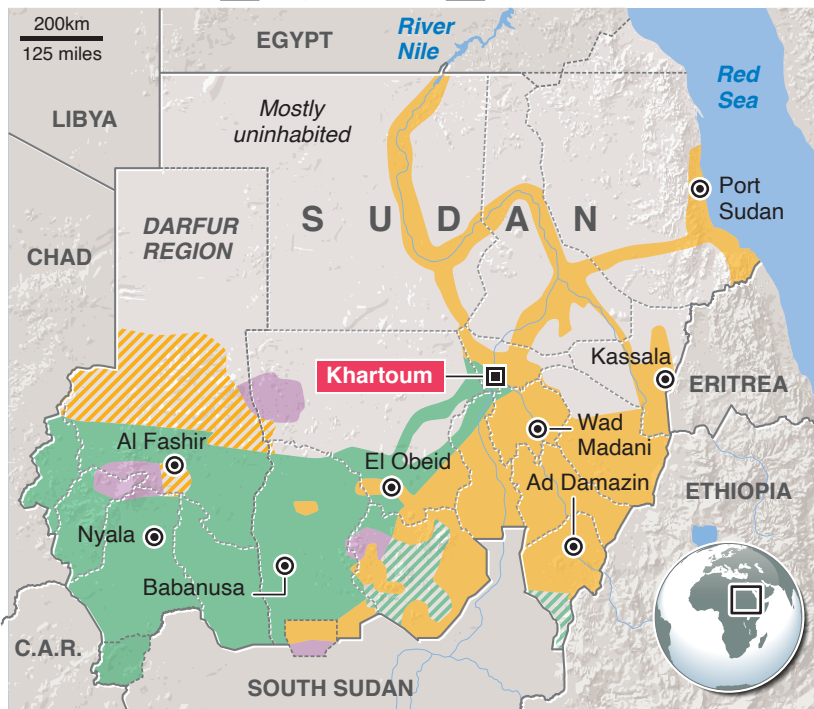 200km
125 miles
EGYPT
River
Nile
Red
Sea
LIBYA
Mostly
uninhabited
Port
Sudan
SUDAN
DARFUR
REGION
CHAD
Khartoum
Kassala
ERITREA
Wad
Madani
Al Fashir
El Obeid
Ad Damazin
ETHIOPIA
Nyala
Babanusa
C.A.R.
SOUTH SUDAN